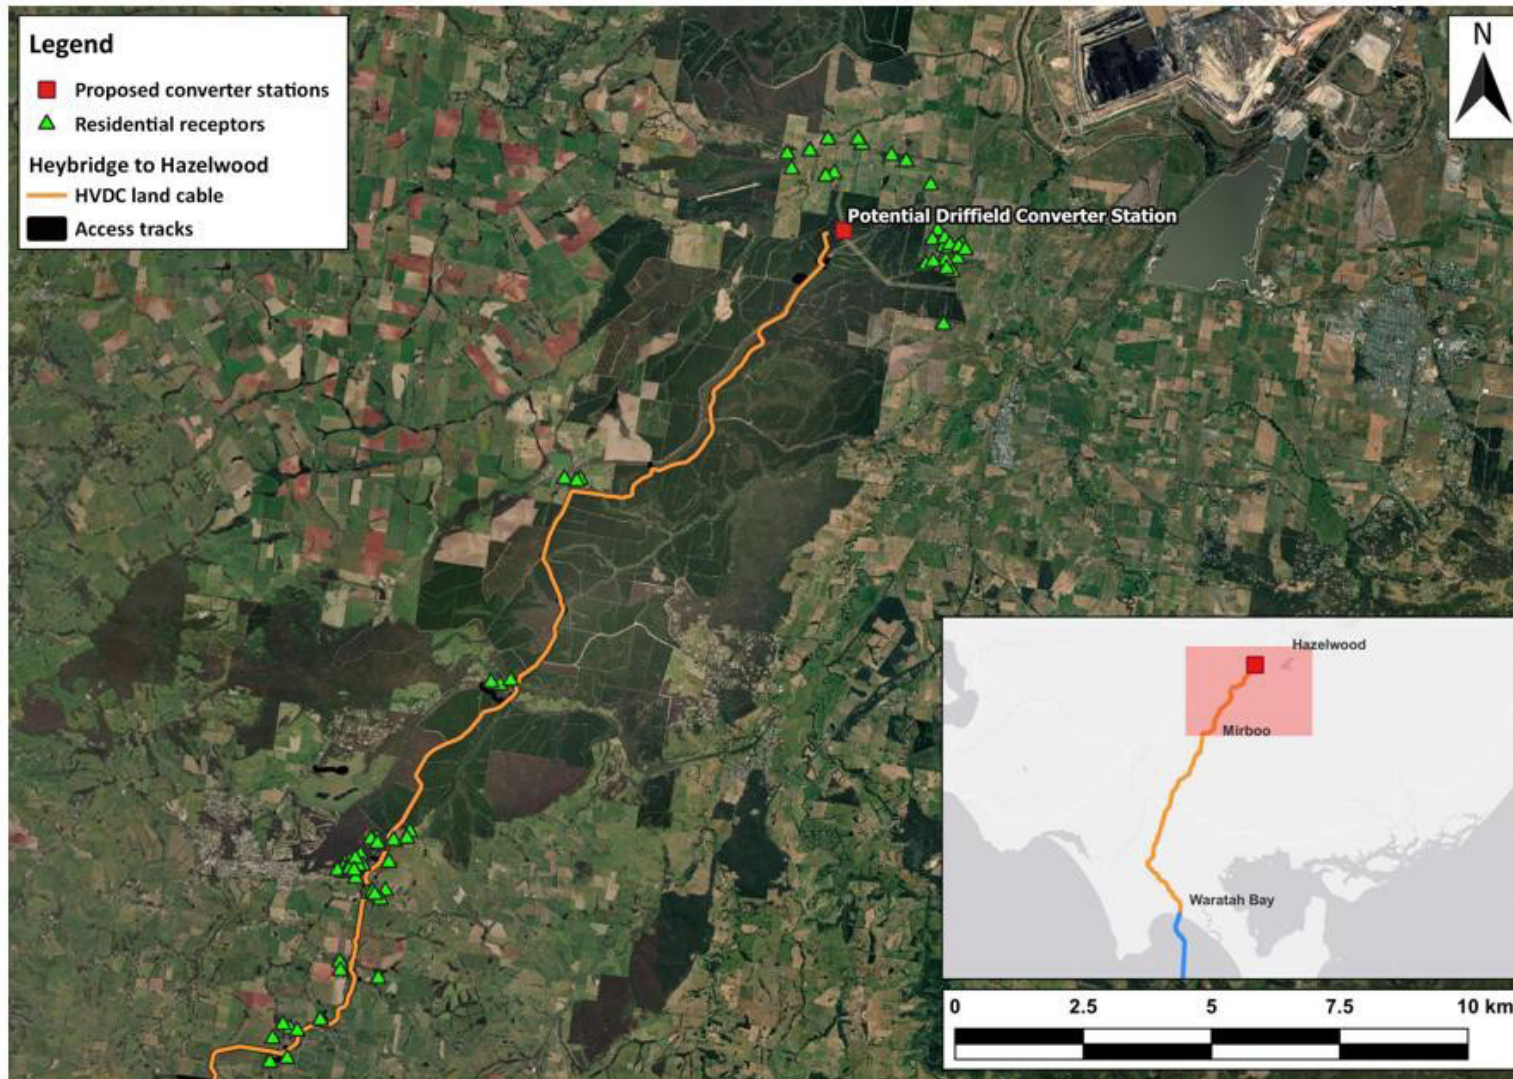 Legend
Proposed converter stations
Residential receptors
Heybridge to Hazelwood
HVDC land cable
Access tracks
N
Potential Driffield Converter Station
Hazelwood
Mirboo
Waratah Bay
0 2.5 5 7.5 10 km